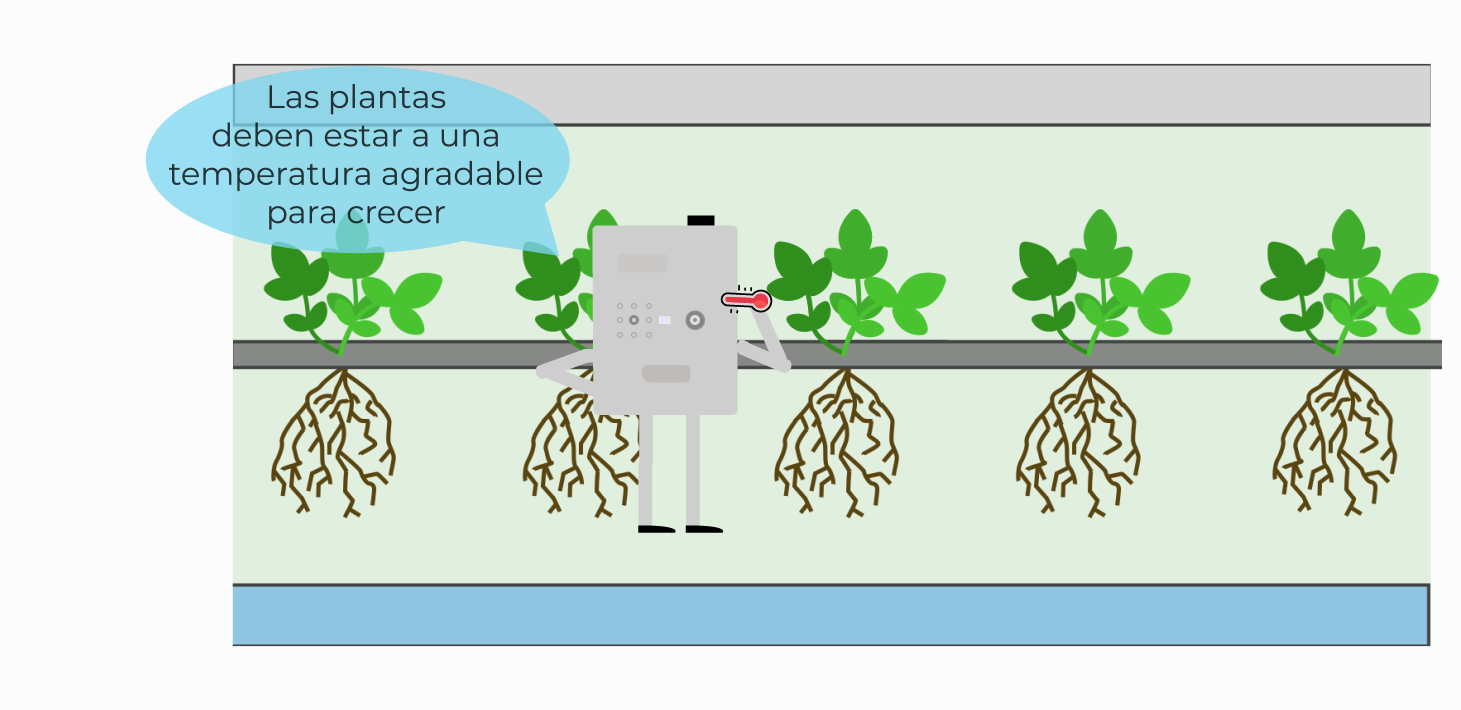 Las plantas
deben estar a una
temperatura agradable
para crecer